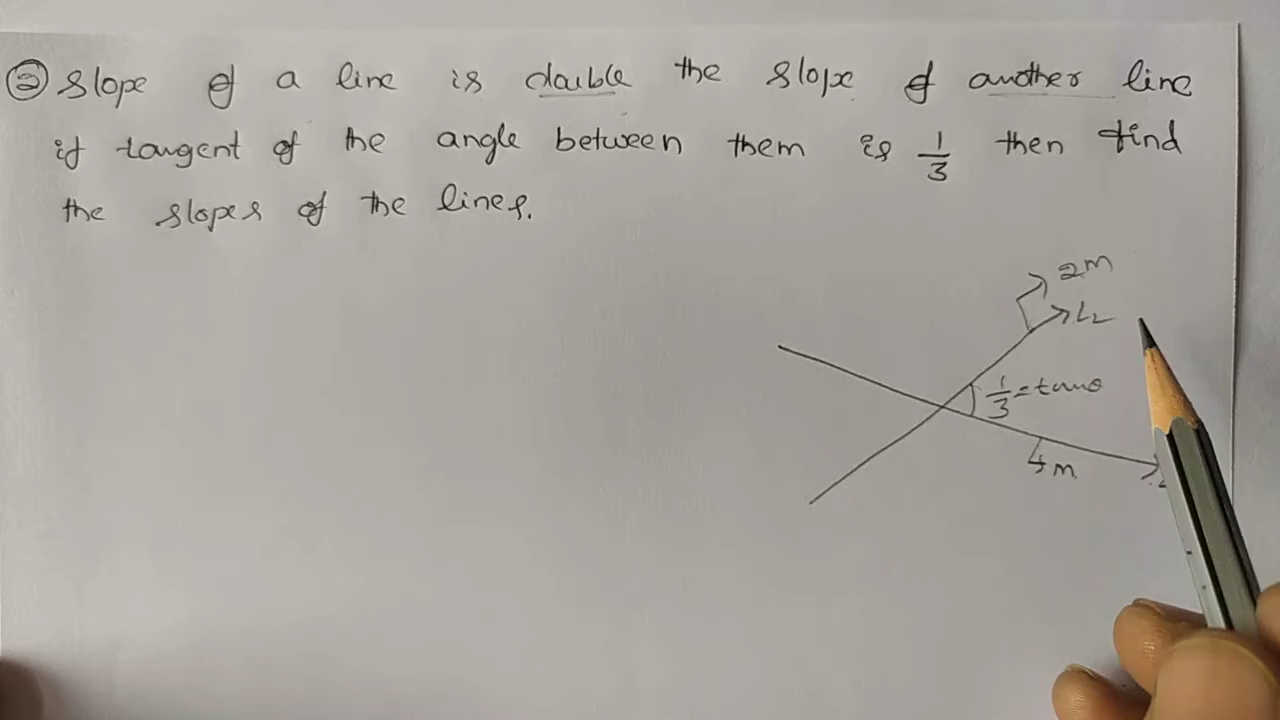 ② Slope of a line is double the slope of another line
if tangent of the angle between them is 1/3 then find
the slopes of the lines.
2m
L2
1/3 = tanθ
m